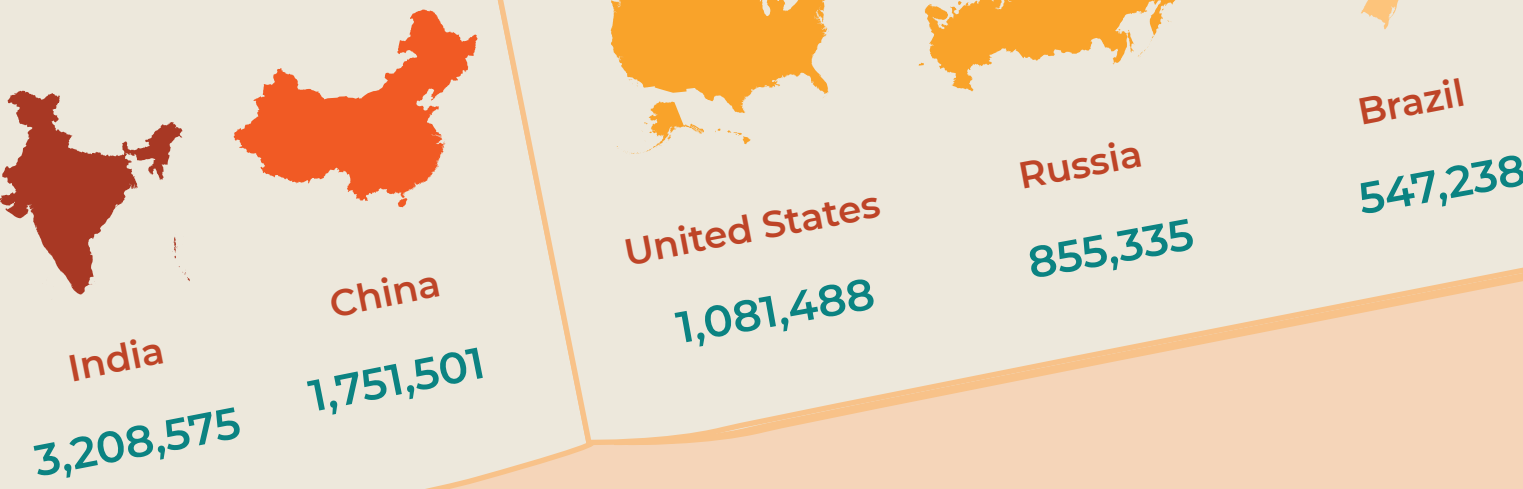 India
3,208,575
China
1,751,501
United States
1,081,488
Russia
855,335
Brazil
547,238